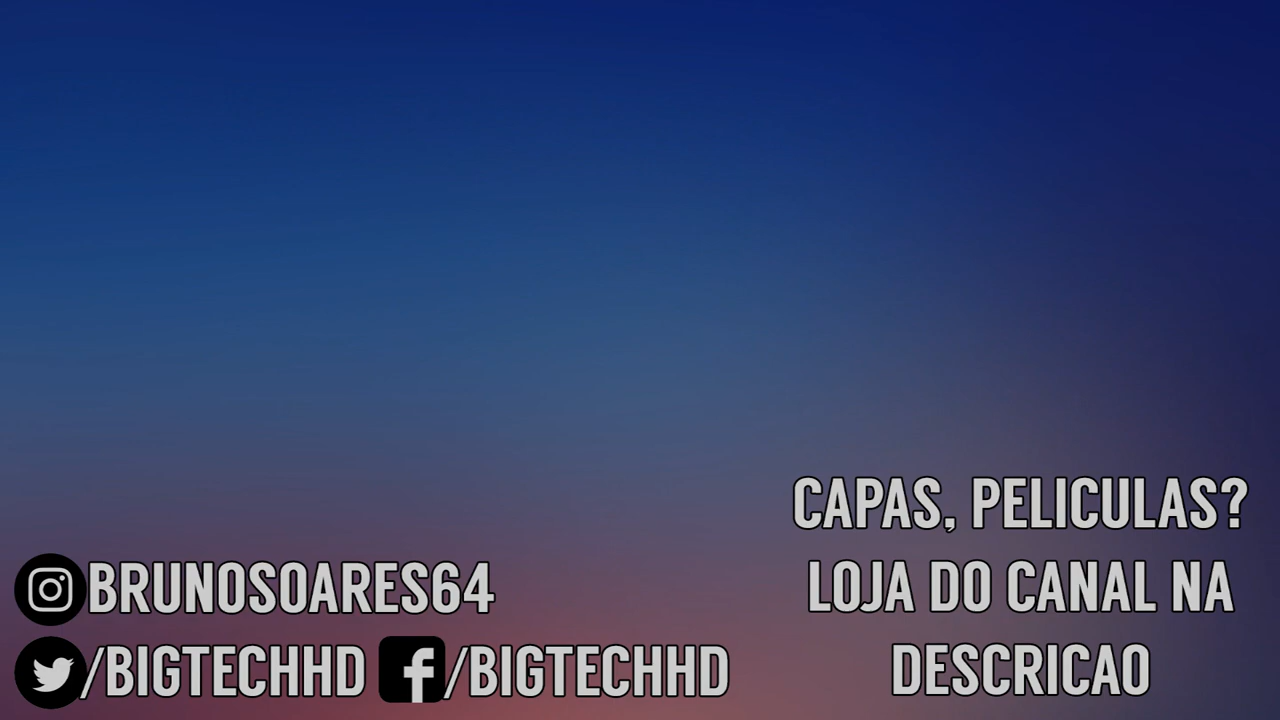 BRUNOSOARES64
/BIGTECHHD /BIGTECHHD
CAPAS, PELICULAS?
LOJA DO CANAL NA
DESCRICAO